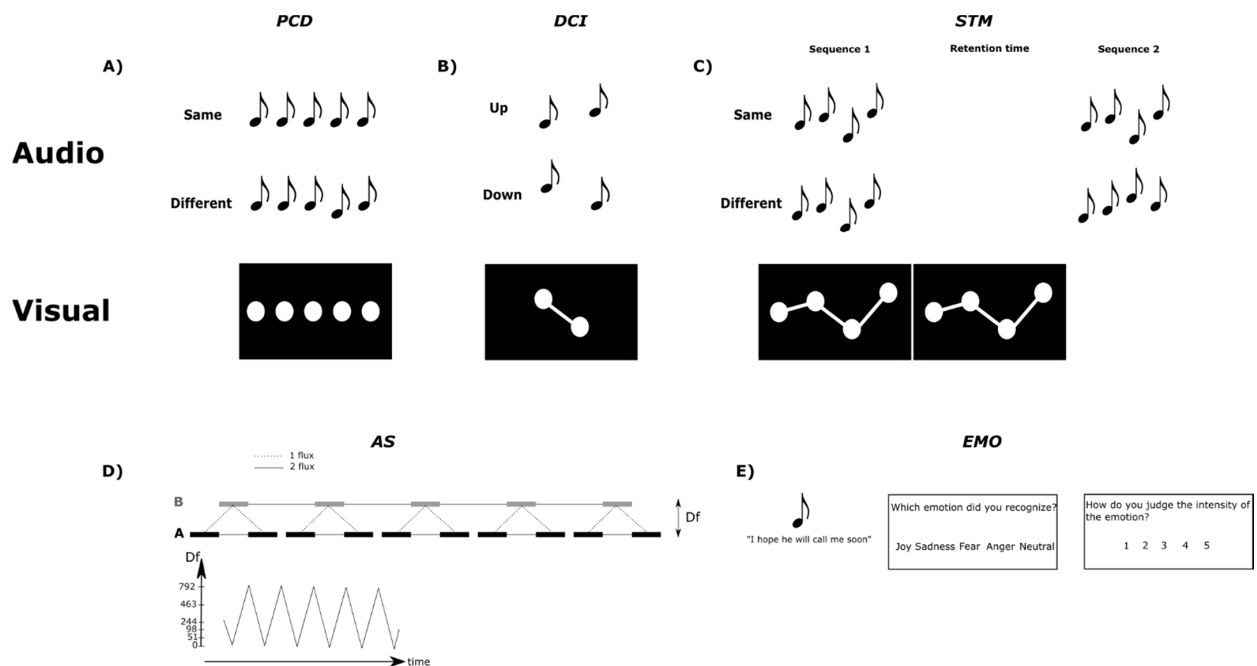 PCD
DCI
STM
Sequence 1
Retention time
Sequence 2
A)
B)
C)
Same
Up
Same
Audio
Different
Down
Different
Visual
AS
EMO
D)
1 flux
2 flux
E)
B
A
Df
"I hope he will call me soon"
Which emotion did you recognize?
Joy Sadness Fear Anger Neutral
How do you judge the intensity of
the emotion?
1 2 3 4 5
Df
792
463
244
98
51
0
time